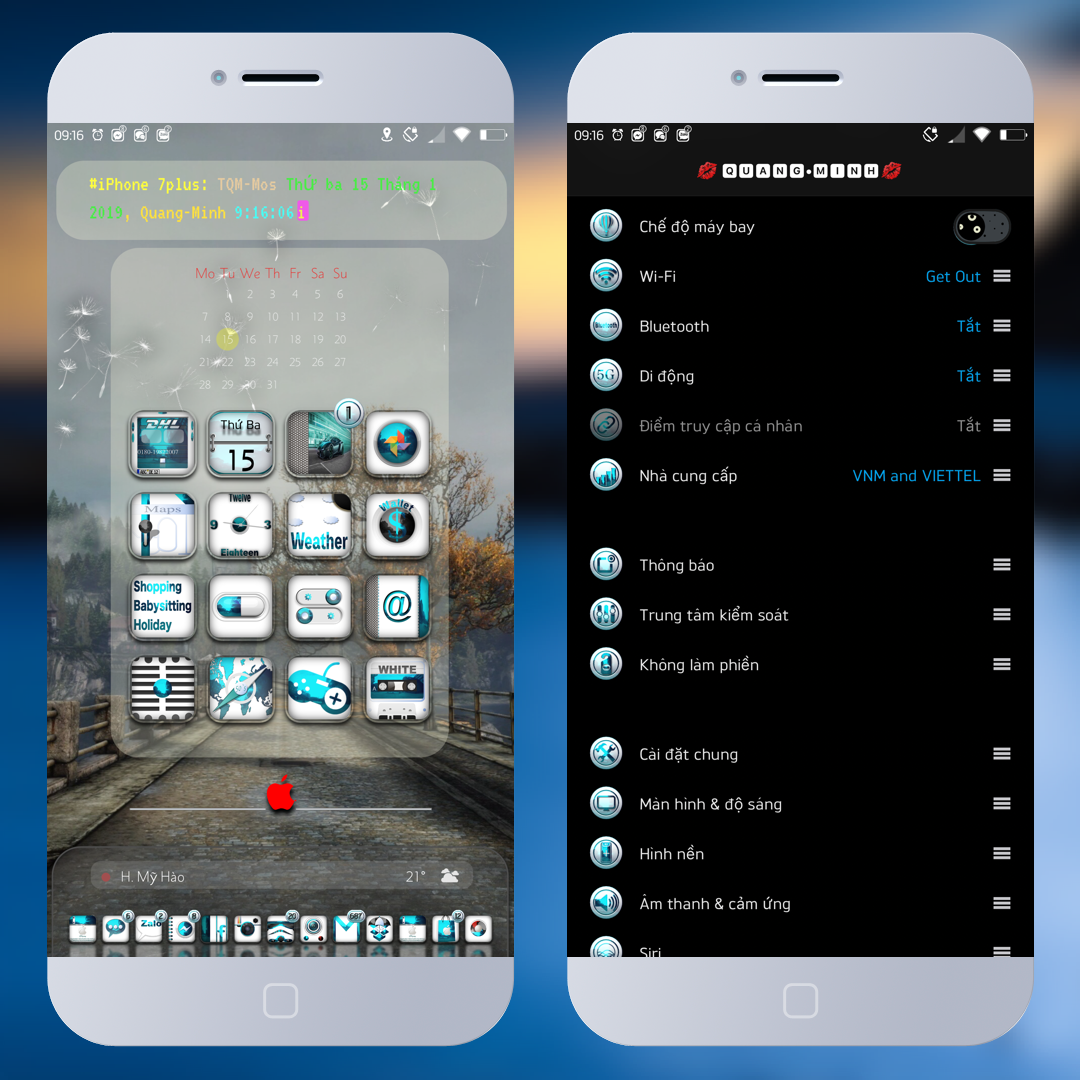 09:16
#iPhone 7plus: TQM-Mos Thứ Ba 15 Tháng 1
2019, Quang-Minh 9:16:06 i
Mo Tu We Th Fr Sa Su
1 2 3 4 5 6
7 8 9 10 11 12 13
14 15 16 17 18 19 20
21 22 23 24 25 26 27
28 29 30 31
1
DHL
Thứ Ba
15
Maps
Twelve
9 3
Eighteen
Weather
Wallet
$
Shopping
Babysitting
Holiday
@
WHITE
H. Mỹ Hào 21°
6 2 8 20 687 12
Zalo
f
09:16
QUANG•MINH
Chế độ máy bay
Wi-Fi Get Out
Bluetooth Bluetooth Tắt
5G Di động Tắt
Điểm truy cập cá nhân Tắt
Nhà cung cấp VNM and VIETTEL
Thông báo
Trung tâm kiểm soát
Không làm phiền
Cài đặt chung
Màn hình & độ sáng
Hình nền
Âm thanh & cảm ứng
Siri